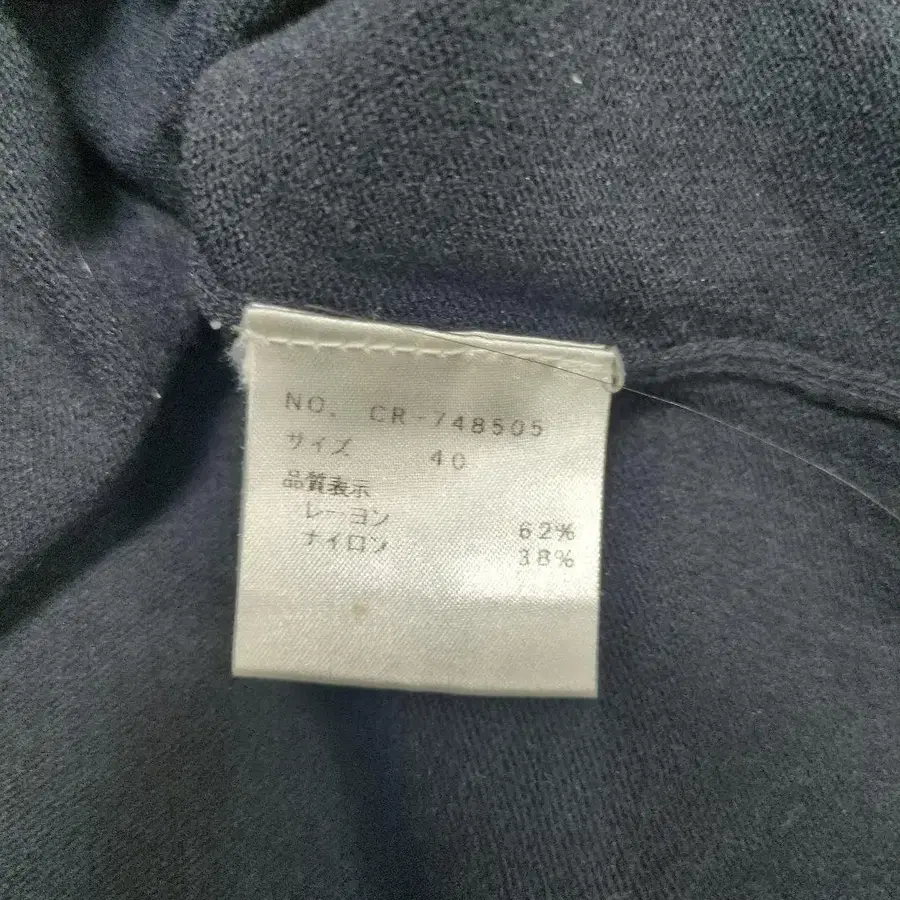 NO. CR-748505
サイズ 40
品質表示
レーヨン 62%
ナイロン 38%